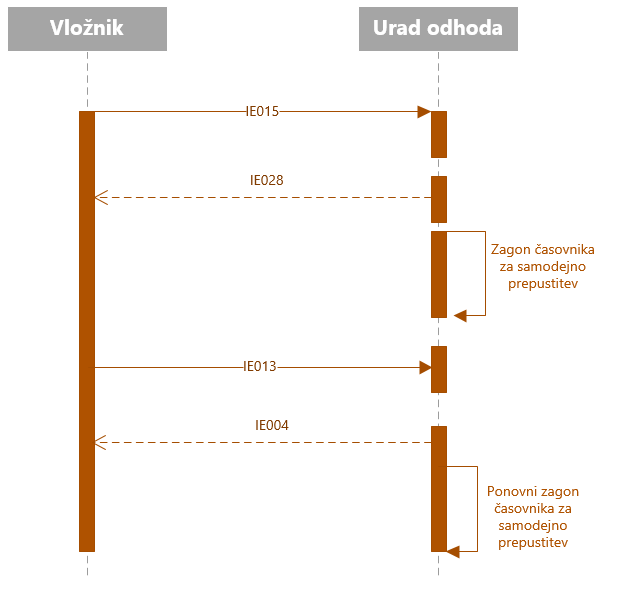 Vložnik
Urad odhoda
IE015
IE028
Zagon časovnika
za samodejno
prepustitev
IE013
IE004
Ponovni zagon
časovnika za
samodejno
prepustitev